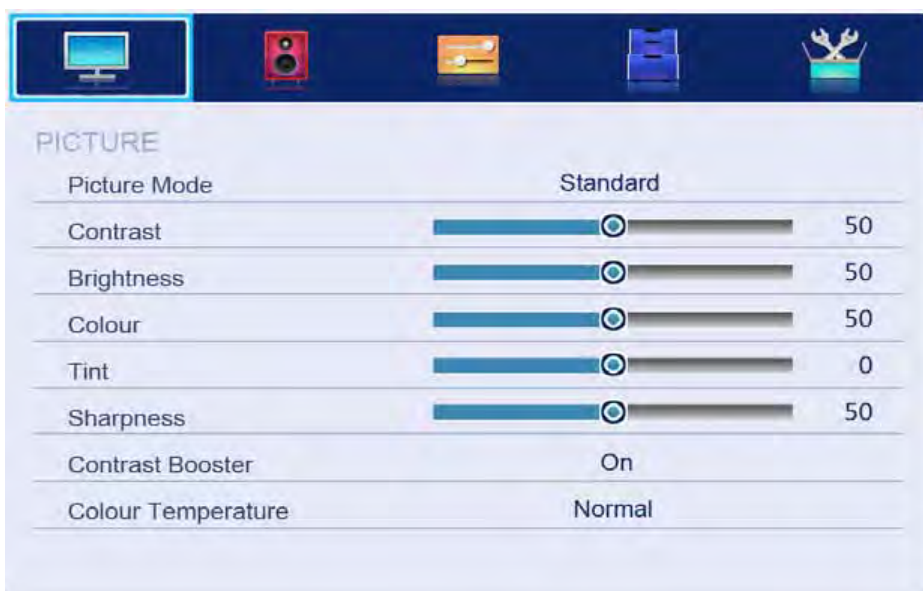 PICTURE
Picture Mode Standard
Contrast 50
Brightness 50
Colour 50
Tint 0
Sharpness 50
Contrast Booster On
Colour Temperature Normal